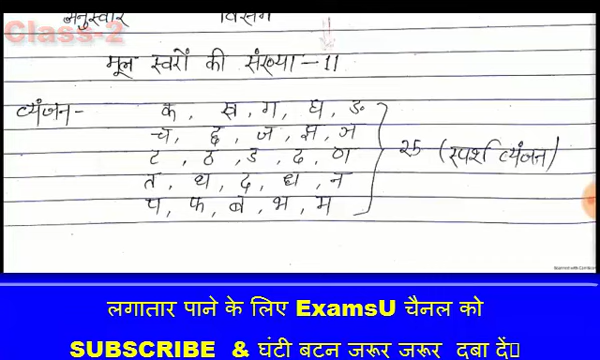 अनुस्वार विसर्ग
Class-2
मूल स्वरों की संख्या - 11
व्यंजन - क, ख, ग, घ, ङ
च, छ, ज, झ, ञ
ट, ठ, ड, ढ, ण
त, थ, द, ध, न
प, फ, ब, भ, म
25 (स्पर्श व्यंजन)
लगातार पाने के लिए ExamsU चैनल को
SUBSCRIBE & घंटी बटन जरूर जरूर दबा दें